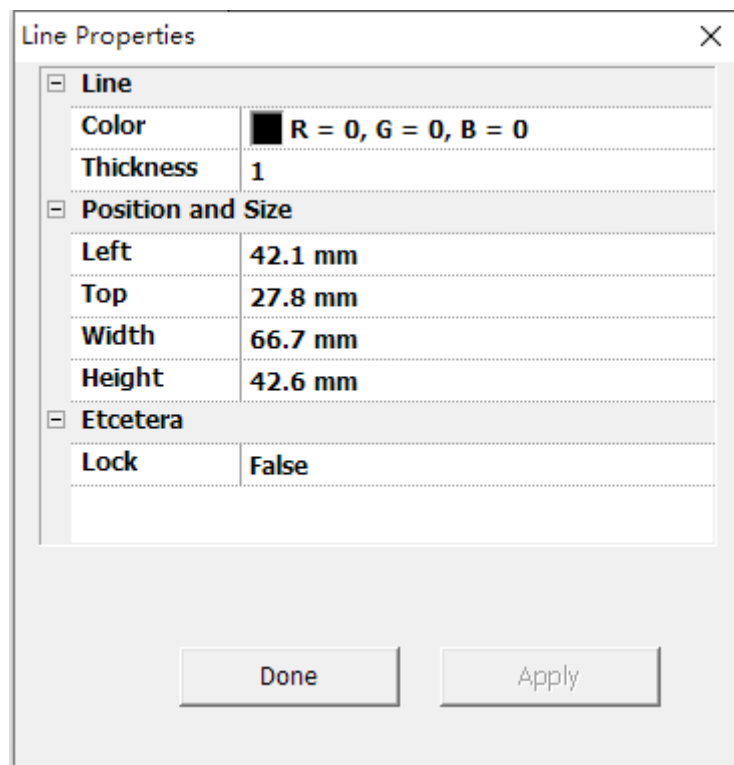 Line Properties
Line
Color R = 0, G = 0, B = 0
Thickness 1
Position and Size
Left 42.1 mm
Top 27.8 mm
Width 66.7 mm
Height 42.6 mm
Etcetera
Lock False
Done Apply